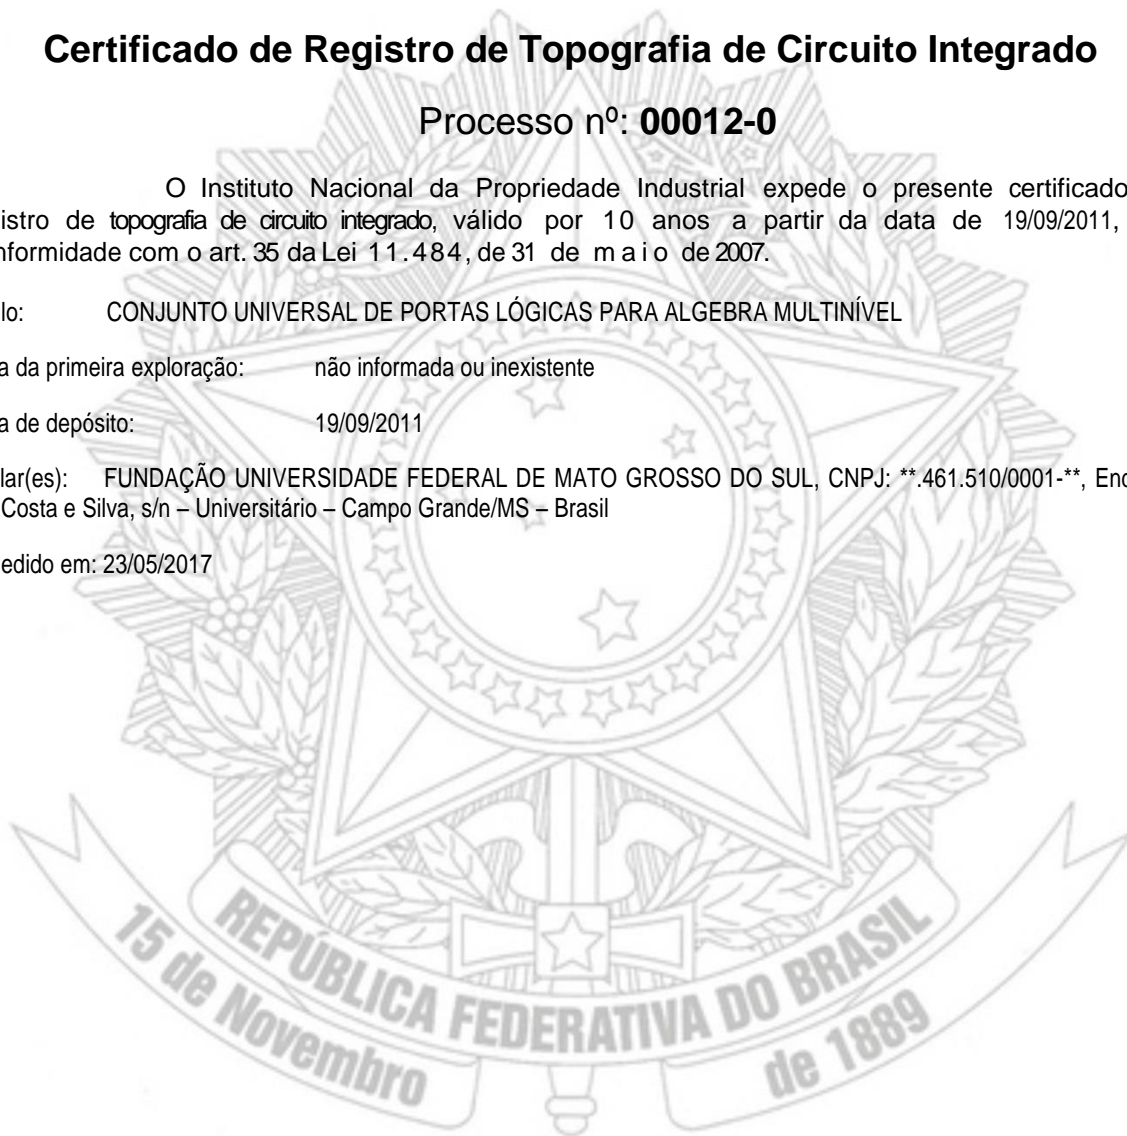 Certificado de Registro de Topografia de Circuito Integrado
Processo nº: 00012-0
O Instituto Nacional da Propriedade Industrial expede o presente certificado
istro de topografia de circuito integrado, válido por 10 anos a partir da data de 19/09/2011,
nformidade com o art. 35 da Lei 11.484, de 31 de maio de 2007.
lo: CONJUNTO UNIVERSAL DE PORTAS LÓGICAS PARA ALGEBRA MULTINÍVEL
a da primeira exploração: não informada ou inexistente
a de depósito: 19/09/2011
lar(es): FUNDAÇÃO UNIVERSIDADE FEDERAL DE MATO GROSSO DO SUL, CNPJ: **.461.510/0001-**, End
Costa e Silva, s/n – Universitário – Campo Grande/MS – Brasil
edido em: 23/05/2017
REPÚBLICA FEDERATIVA DO BRASIL
15 de Novembro de 1889